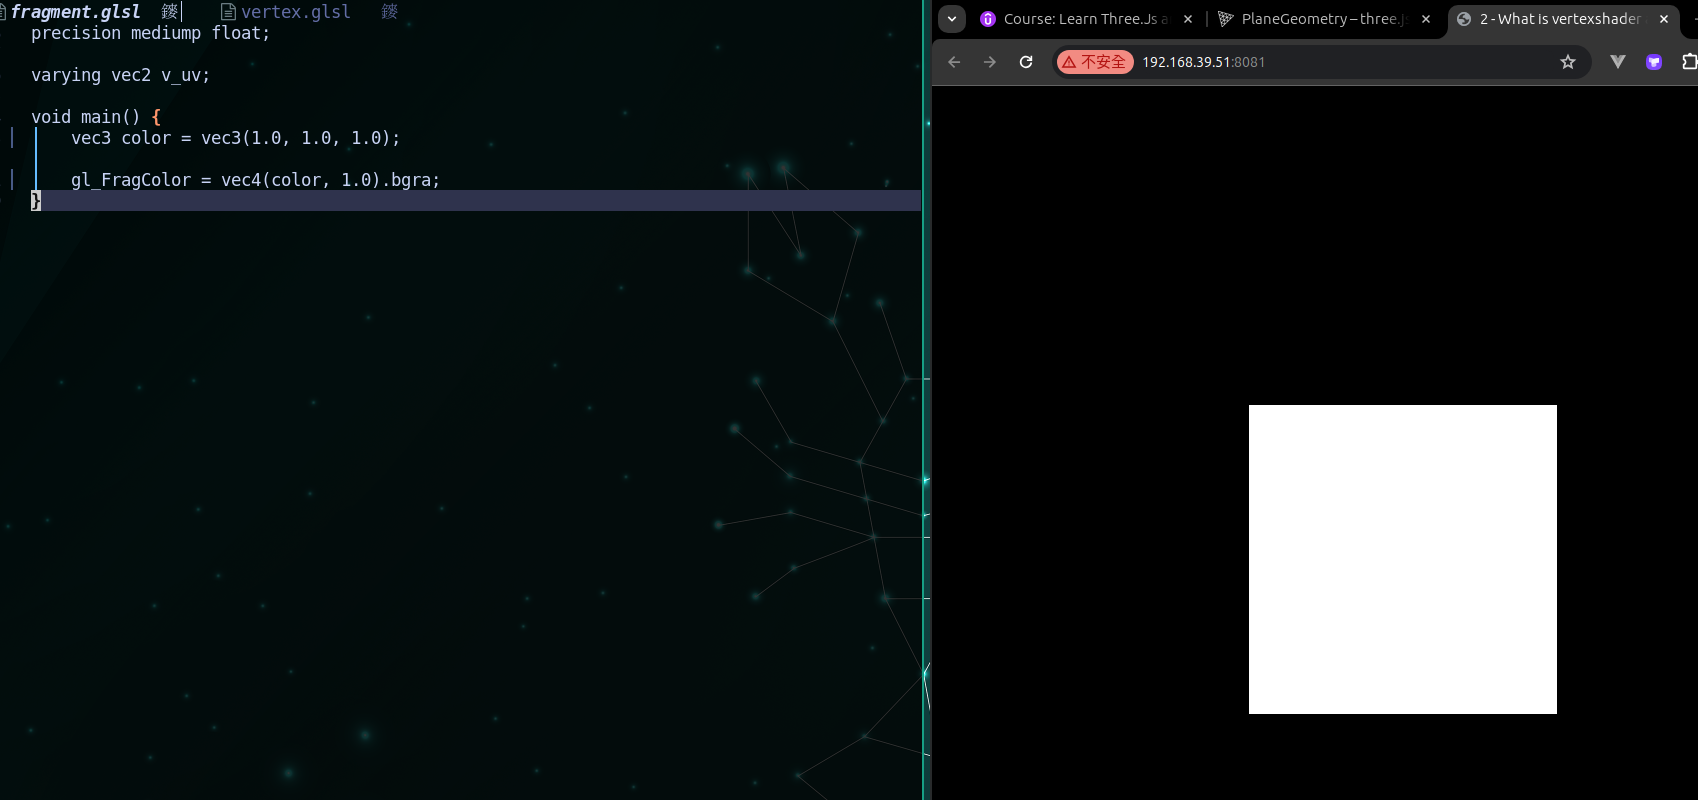 fragment.glsl vertex.glsl
precision mediump float;
varying vec2 v_uv;
void main() {
vec3 color = vec3(1.0, 1.0, 1.0);
gl_FragColor = vec4(color, 1.0).bgra;
}
Course: Learn Three.Js a
PlaneGeometry – three.j
2 - What is vertexshader
不安全 192.168.39.51:8081